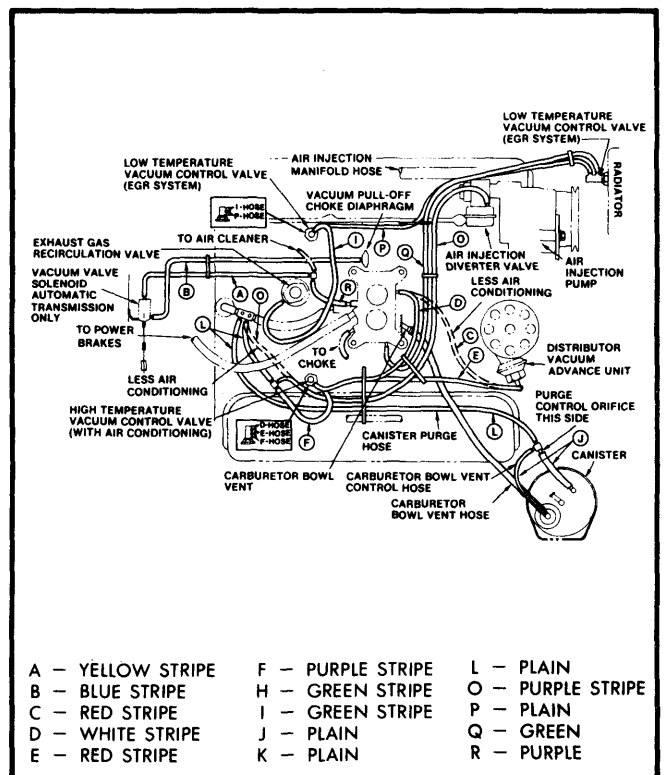 LOW TEMPERATURE
VACUUM CONTROL VALVE
(EGR SYSTEM)
RADIATOR
LOW TEMPERATURE
VACUUM CONTROL VALVE
(EGR SYSTEM)
AIR INJECTION
MANIFOLD HOSE
VACUUM PULL-OFF
CHOKE DIAPHRAGM
I-HOSE
P-HOSE
TO AIR CLEANER
I
P
O
Q
EXHAUST GAS
RECIRCULATION VALVE
AIR INJECTION
DIVERTER VALVE
AIR
INJECTION
PUMP
VACUUM VALVE
SOLENOID
AUTOMATIC
TRANSMISSION
ONLY
B
A
O
R
D
LESS AIR
CONDITIONING
C
E
L
TO POWER
BRAKES
TO
CHOKE
DISTRIBUTOR
VACUUM
ADVANCE UNIT
LESS AIR
CONDITIONING
HIGH TEMPERATURE
VACUUM CONTROL VALVE
(WITH AIR CONDITIONING)
D-HOSE
E-HOSE
F-HOSE
F
CANISTER PURGE
HOSE
L
PURGE
CONTROL ORIFICE
THIS SIDE
J
CANISTER
CARBURETOR BOWL
VENT
CARBURETOR BOWL VENT
CONTROL HOSE
CARBURETOR
BOWL VENT HOSE
A — YELLOW STRIPE
B — BLUE STRIPE
C — RED STRIPE
D — WHITE STRIPE
E — RED STRIPE
F — PURPLE STRIPE
H — GREEN STRIPE
I — GREEN STRIPE
J — PLAIN
K — PLAIN
L — PLAIN
O — PURPLE STRIPE
P — PLAIN
Q — GREEN
R — PURPLE